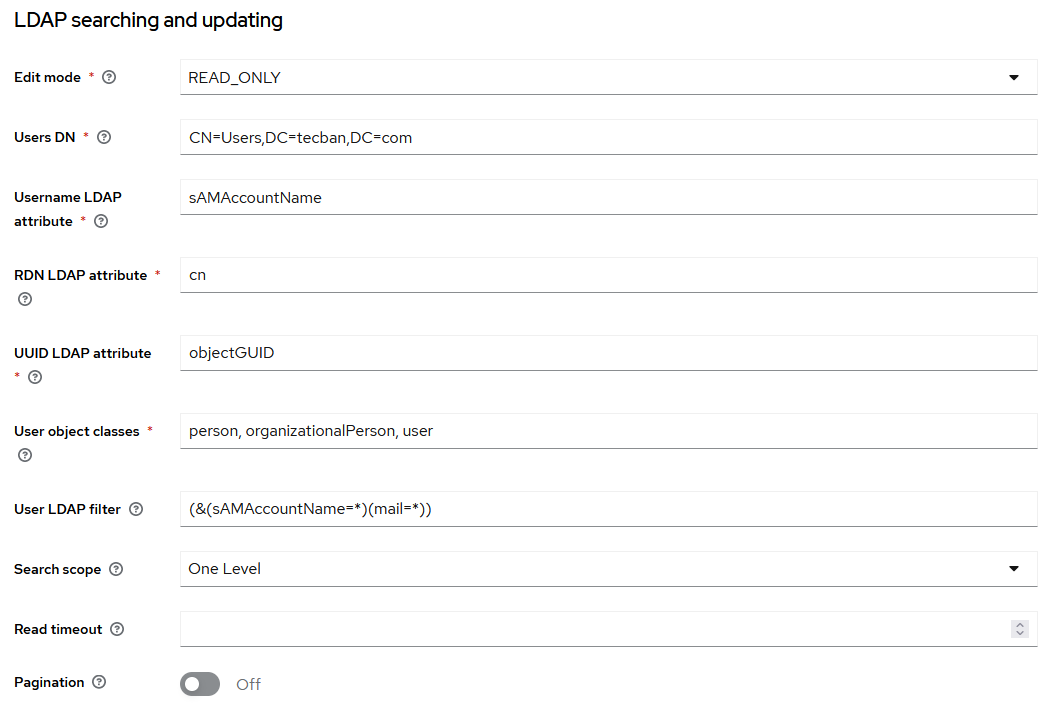 LDAP searching and updating
Edit mode * READ_ONLY
Users DN * CN=Users,DC=tecban,DC=com
Username LDAP
attribute *
sAMAccountName
RDN LDAP attribute *
cn
UUID LDAP attribute
*
objectGUID
User object classes *
person, organizationalPerson, user
User LDAP filter (&(sAMAccountName=*)(mail=*))
Search scope One Level
Read timeout
Pagination Off